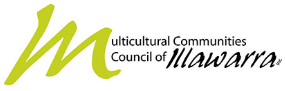 Multicultural Communities
Council of Illawarra